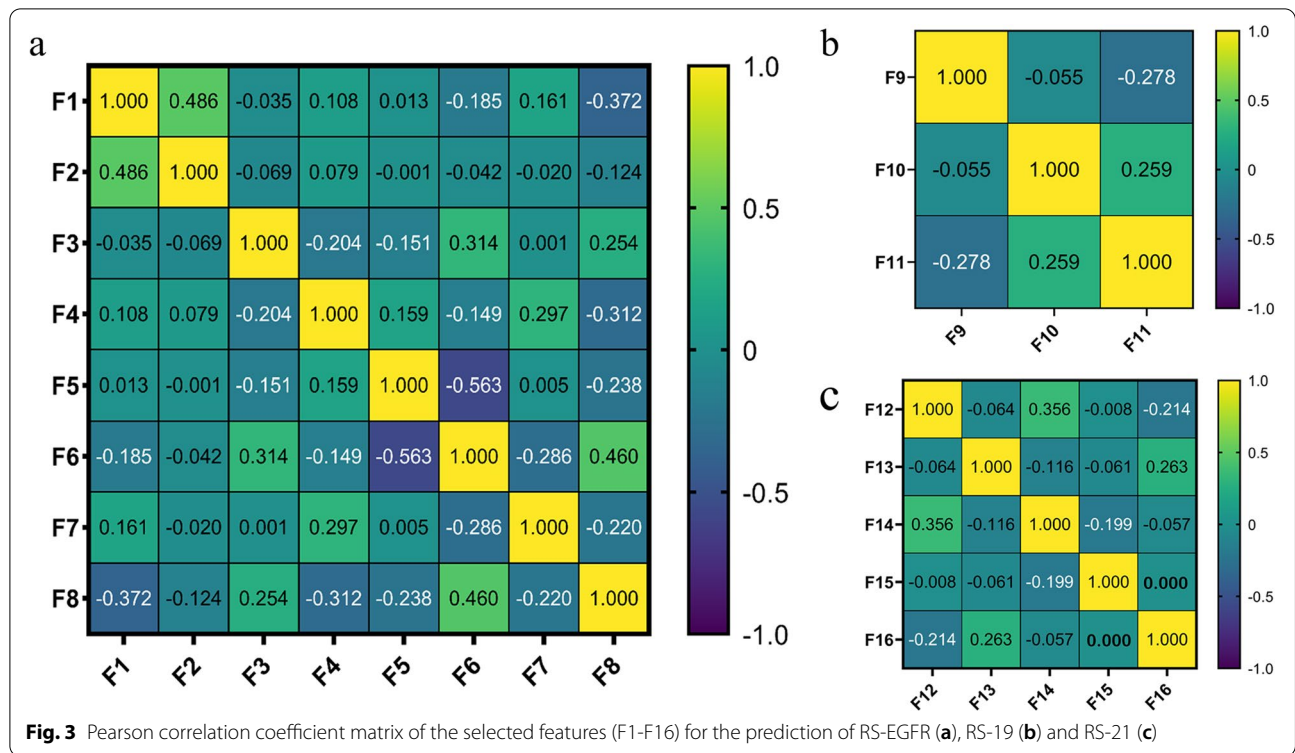 a
F1 1.000 0.486 -0.035 0.108 0.013 -0.185 0.161 -0.372
F2 0.486 1.000 -0.069 0.079 -0.001 -0.042 -0.020 -0.124
F3 -0.035 -0.069 1.000 -0.204 -0.151 0.314 0.001 0.254
F4 0.108 0.079 -0.204 1.000 0.159 -0.149 0.297 -0.312
F5 0.013 -0.001 -0.151 0.159 1.000 -0.563 0.005 -0.238
F6 -0.185 -0.042 0.314 -0.149 -0.563 1.000 -0.286 0.460
F7 0.161 -0.020 0.001 0.297 0.005 -0.286 1.000 -0.220
F8 -0.372 -0.124 0.254 -0.312 -0.238 0.460 -0.220 1.000
F1 F2 F3 F4 F5 F6 F7 F8
1.0
0.5
0
-0.5
-1.0
b
F9 1.000 -0.055 -0.278
F10 -0.055 1.000 0.259
F11 -0.278 0.259 1.000
F9 F10 F11
1.0
0.5
0
-0.5
-1.0
c
F12 1.000 -0.064 0.356 -0.008 -0.214
F13 -0.064 1.000 -0.116 -0.061 0.263
F14 0.356 -0.116 1.000 -0.199 -0.057
F15 -0.008 -0.061 -0.199 1.000 0.000
F16 -0.214 0.263 -0.057 0.000 1.000
F12 F13 F14 F15 F16
1.0
0.5
0
-0.5
-1.0
Fig. 3 Pearson correlation coefficient matrix of the selected features (F1-F16) for the prediction of RS-EGFR (a), RS-19 (b) and RS-21 (c)